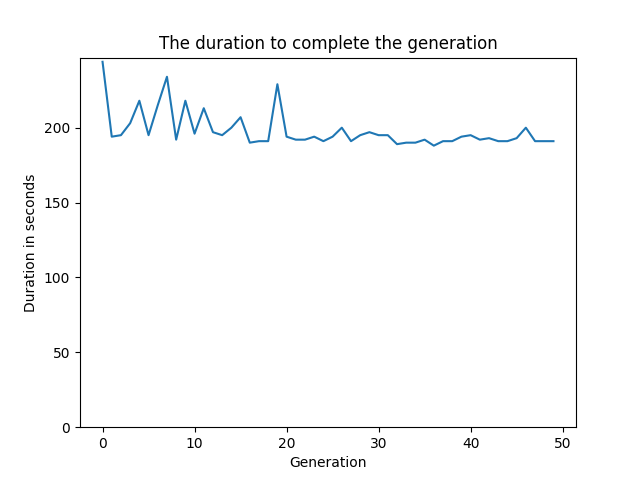 The duration to complete the generation
Duration in seconds
200
150
100
50
0
0 10 20 30 40 50
Generation